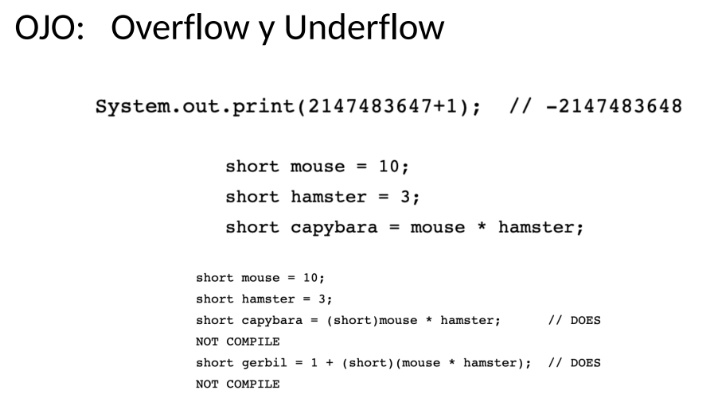 OJO: Overflow y Underflow
System.out.print(2147483647+1); // -2147483648
short mouse = 10;
short hamster = 3;
short capybara = mouse * hamster;
short mouse = 10;
short hamster = 3;
short capybara = (short)mouse * hamster; // DOES
NOT COMPILE
short gerbil = 1 + (short)(mouse * hamster); // DOES
NOT COMPILE